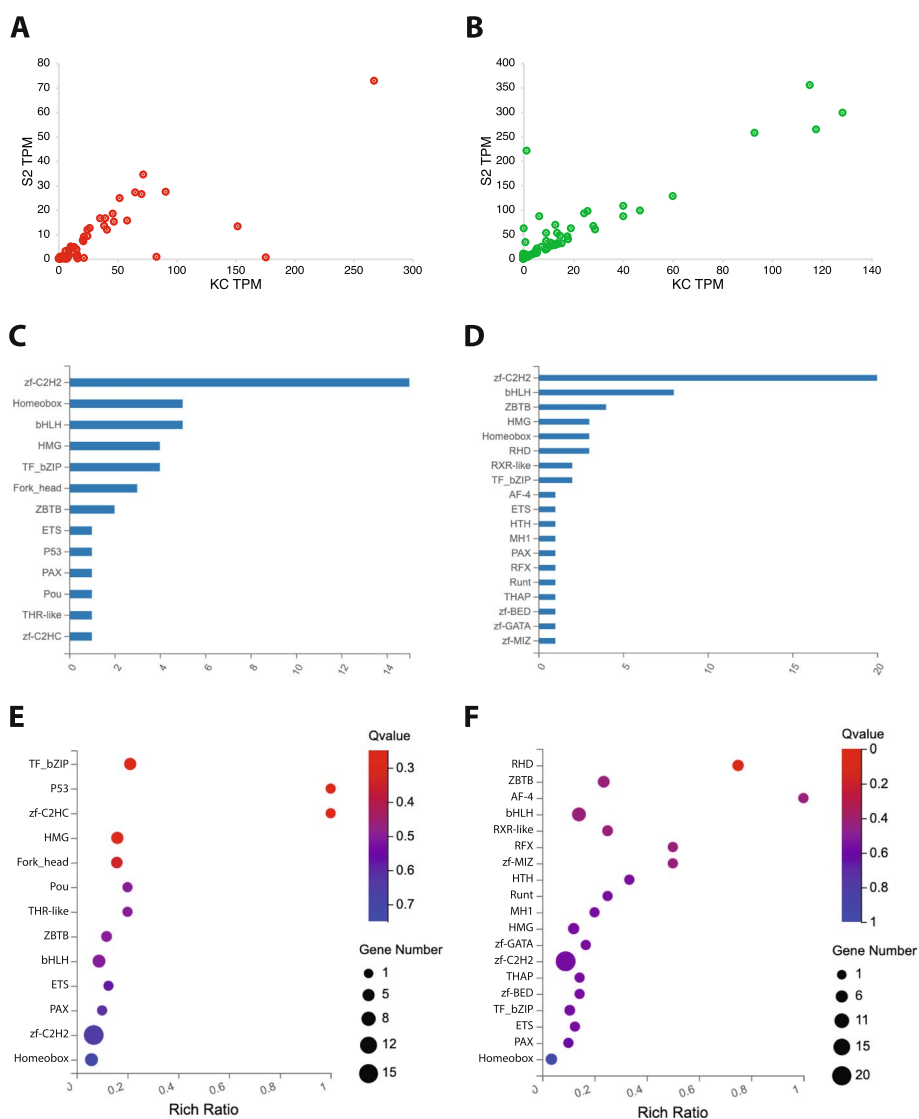 A
B
80
70
60
50
40
30
20
10
0
S2 TPM
0
50
100
150
200
250
300
KC TPM
400
350
300
250
200
150
100
50
0
S2 TPM
0
20
40
60
80
100
120
140
KC TPM
C
D
zf-C2H2
Homeobox
bHLH
HMG
TF_bZIP
Fork_head
ZBTB
ETS
P53
PAX
Pou
THR-like
zf-C2HC
0
2
4
6
8
10
12
14
zf-C2H2
bHLH
ZBTB
HMG
Homeobox
RHD
RXR-like
TF_bZIP
AF-4
ETS
HTH
MH1
PAX
RFX
Runt
THAP
zf-BED
zf-GATA
zf-MIZ
0
5
10
15
20
E
F
TF_bZIP
P53
zf-C2HC
HMG
Fork_head
Pou
THR-like
ZBTB
bHLH
ETS
PAX
zf-C2H2
Homeobox
0
0.2
0.4
0.6
0.8
1
Rich Ratio
Qvalue
0.3
0.4
0.5
0.6
0.7
Gene Number
1
5
8
12
15
RHD
ZBTB
AF-4
bHLH
RXR-like
RFX
zf-MIZ
HTH
Runt
MH1
HMG
zf-GATA
zf-C2H2
THAP
zf-BED
TF_bZIP
ETS
PAX
Homeobox
0
0.2
0.4
0.6
0.8
1
Rich Ratio
Qvalue
0
0.2
0.4
0.6
0.8
1
Gene Number
1
6
11
15
20